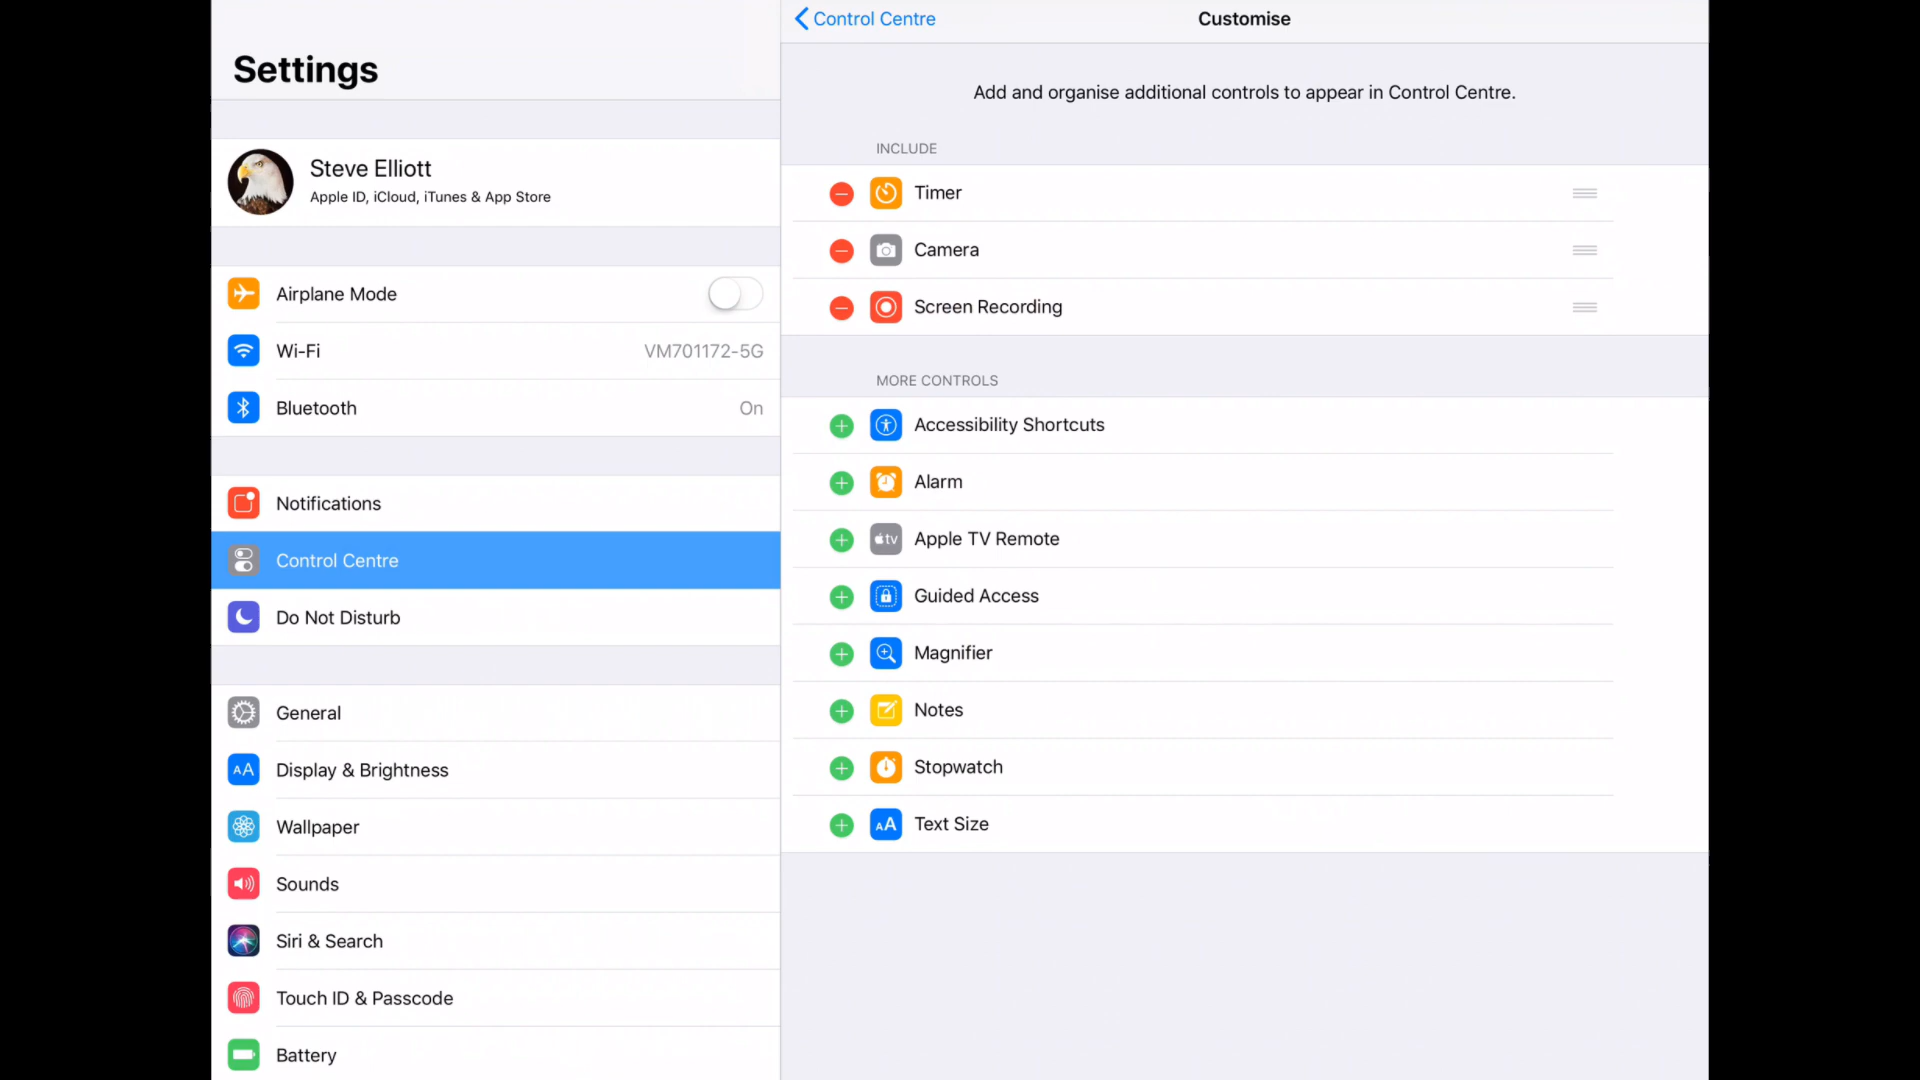 Settings
Steve Elliott
Apple ID, iCloud, iTunes & App Store
Airplane Mode
Wi-Fi
VM701172-5G
Bluetooth
On
Notifications
Control Centre
Do Not Disturb
General
AA
Display & Brightness
Wallpaper
Sounds
Siri & Search
Touch ID & Passcode
Battery
Control Centre
Customise
Add and organise additional controls to appear in Control Centre.
INCLUDE
Timer
Camera
Screen Recording
MORE CONTROLS
Accessibility Shortcuts
Alarm
tv
Apple TV Remote
Guided Access
Magnifier
Notes
Stopwatch
AA
Text Size